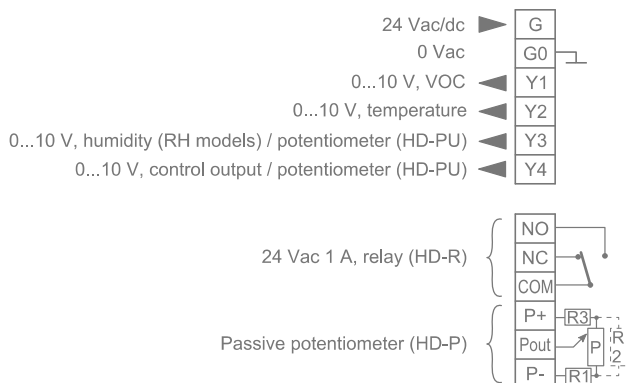 24 Vac/dc G
0 Vac G0
0...10 V, VOC Y1
0...10 V, temperature Y2
0...10 V, humidity (RH models) / potentiometer (HD-PU) Y3
0...10 V, control output / potentiometer (HD-PU) Y4
NO
24 Vac 1 A, relay (HD-R) NC
COM
P+ R3
Passive potentiometer (HD-P) Pout P R2
P- R1